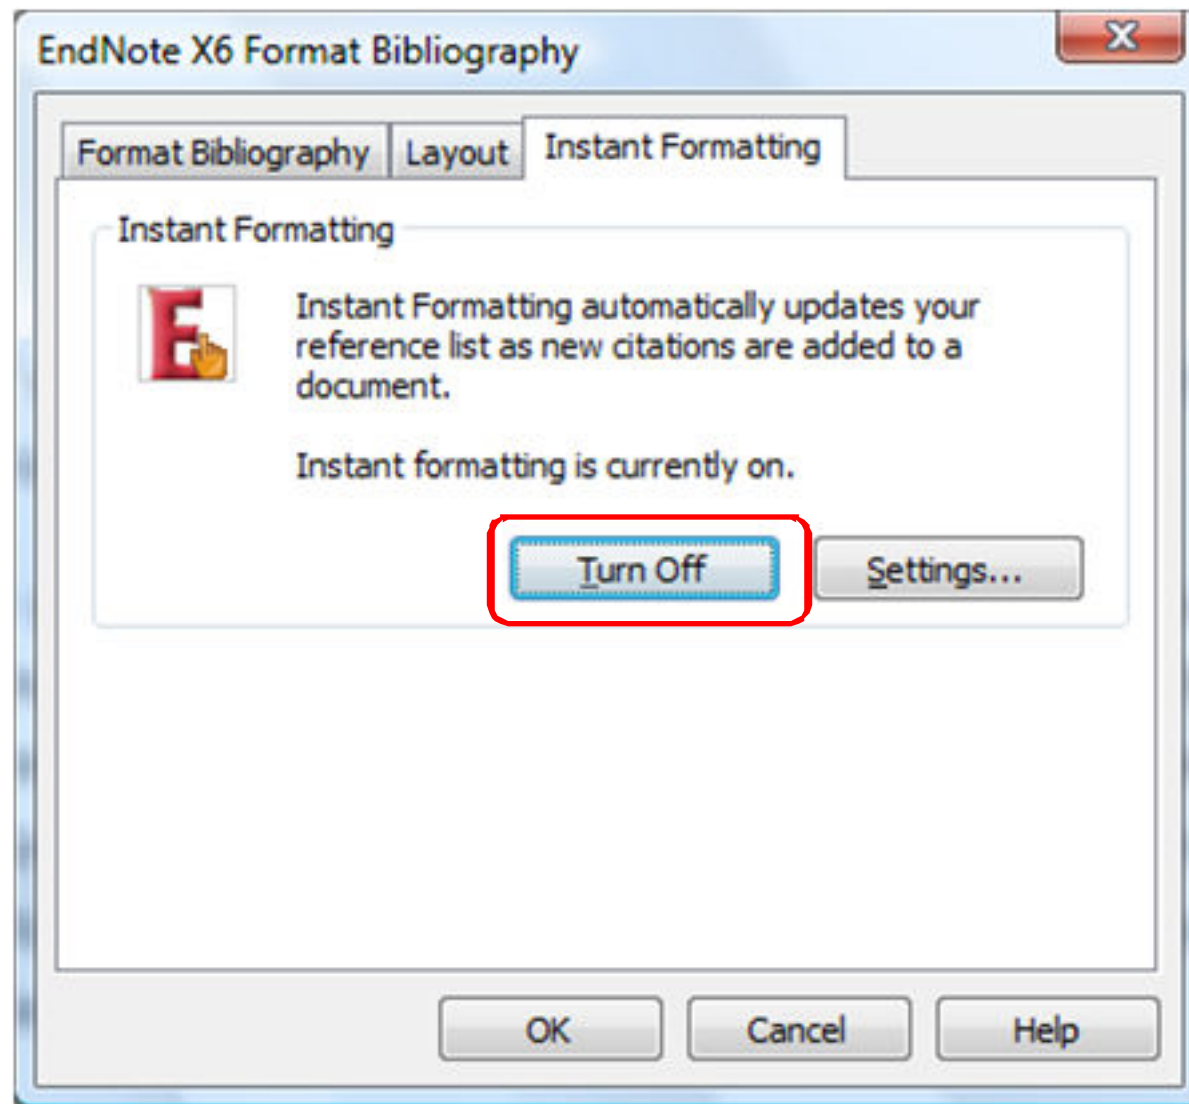 EndNote X6 Format Bibliography
X
Format Bibliography
Layout
Instant Formatting
Instant Formatting
E
Instant Formatting automatically updates your
reference list as new citations are added to a
document.
Instant formatting is currently on.
Turn Off
Settings...
OK
Cancel
Help